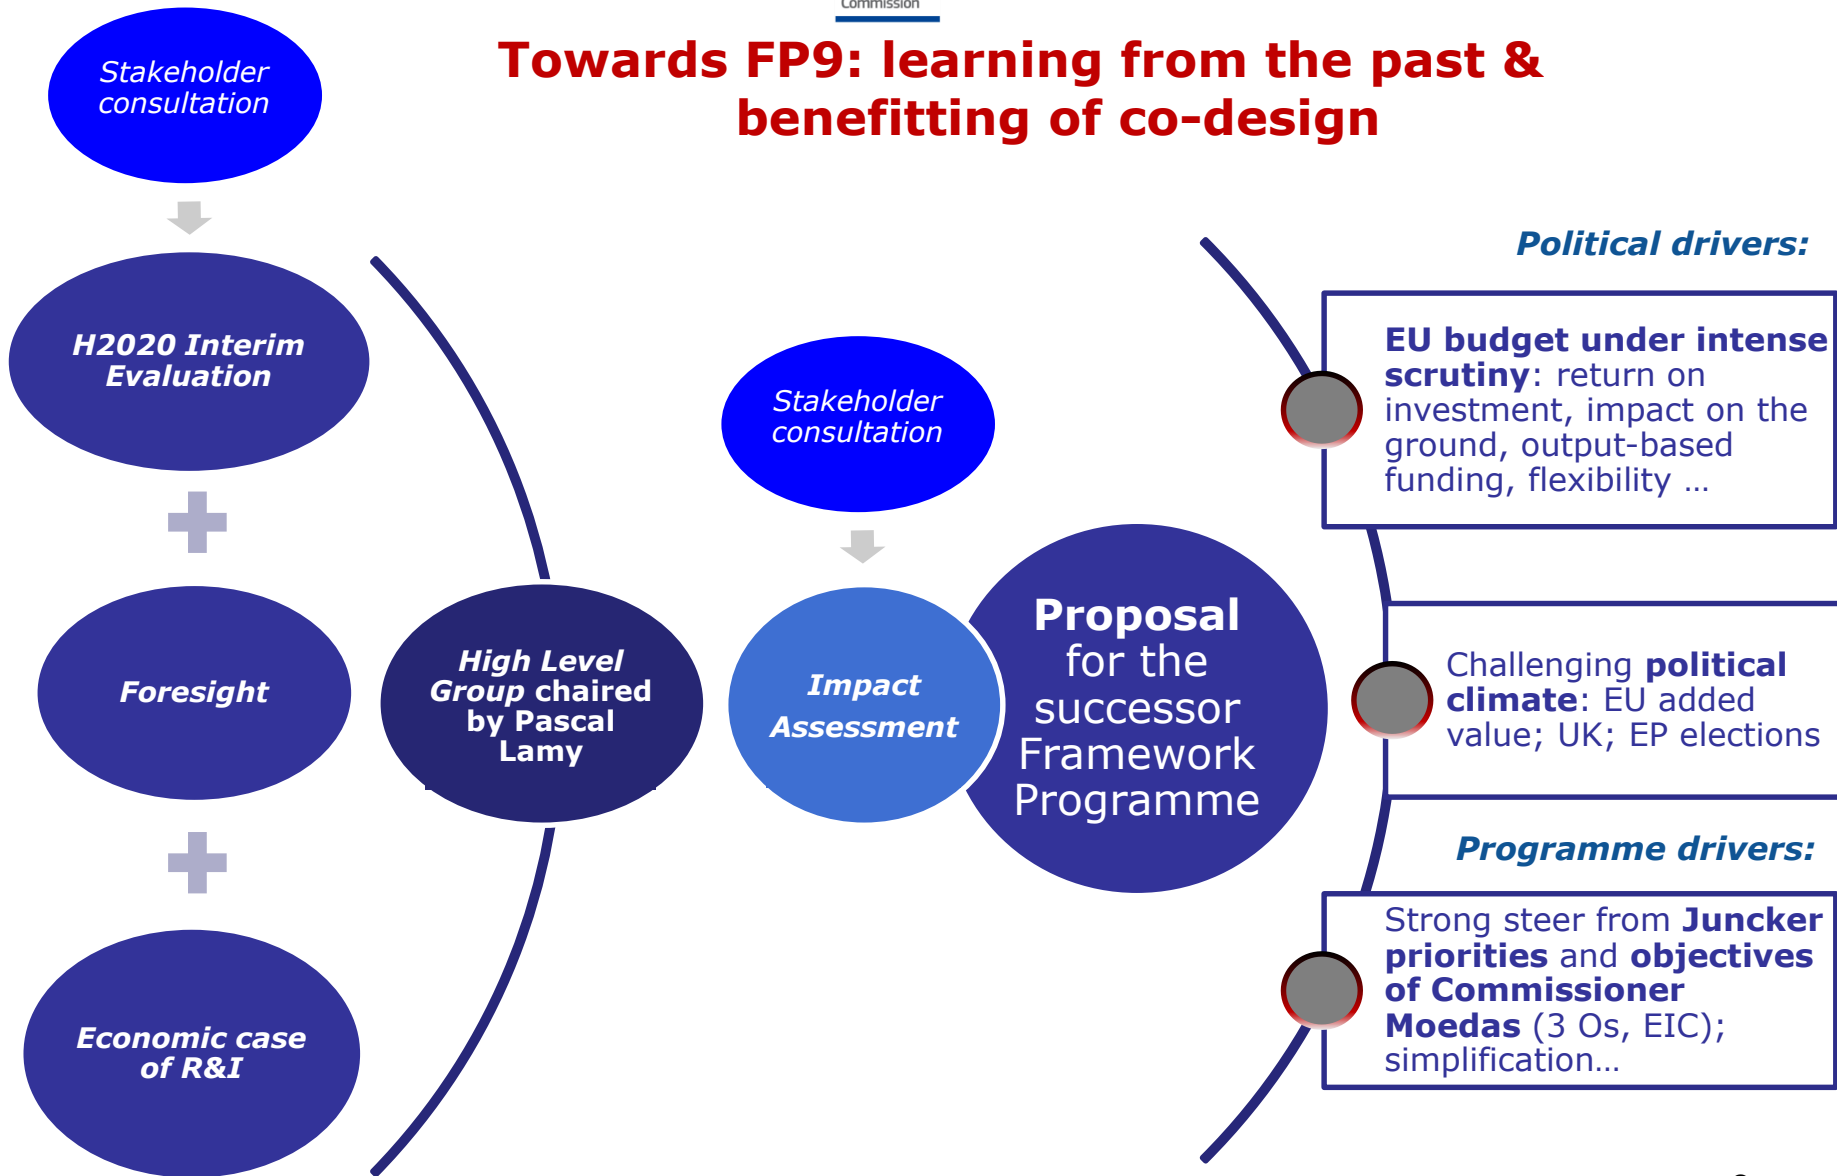 Commission
Towards FP9: learning from the past &
benefitting of co-design
Stakeholder
consultation
H2020 Interim
Evaluation
Foresight
Economic case
of R&I
High Level
Group chaired
by Pascal
Lamy
Stakeholder
consultation
Impact
Assessment
Proposal
for the
successor
Framework
Programme
Political drivers:
EU budget under intense
scrutiny: return on
investment, impact on the
ground, output-based
funding, flexibility …
Challenging political
climate: EU added
value; UK; EP elections
Programme drivers:
Strong steer from Juncker
priorities and objectives
of Commissioner
Moedas (3 Os, EIC);
simplification…